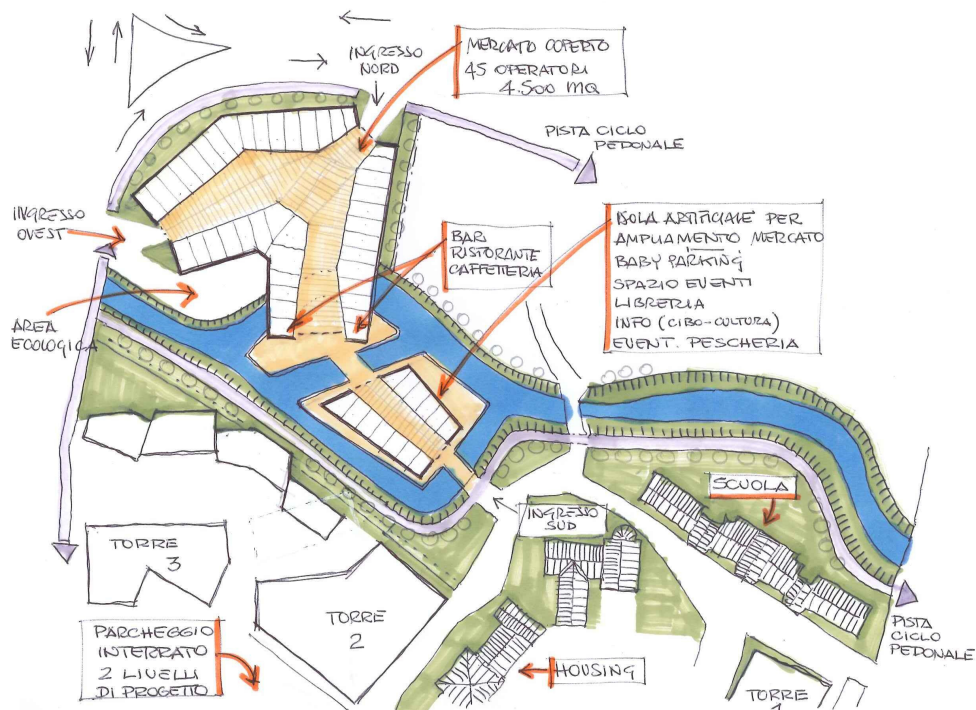 INGRESSO
NORD
MERCATO COPERTO
45 OPERATORI
4.500 MQ
PISTA CICLO
PEDONALE
INGRESSO
OVEST
BAR
RISTORANTE
CAFFETTERIA
ISOLA ARTIFICIALE PER
AMPLIAMENTO MERCATO
BABY PARKING
SPAZIO EVENTI
LIBRERIA
INFO (CIBO-CULTURA)
EVENT. PESCHERIA
AREA
ECOLOGICA
SCUOLA
INGRESSO
SUD
TORRE
3
TORRE
2
PARCHEGGIO
INTERRATO
2 LIVELLI
DI PROGETTO
HOUSING
PISTA
CICLO
PEDONALE
TORRE